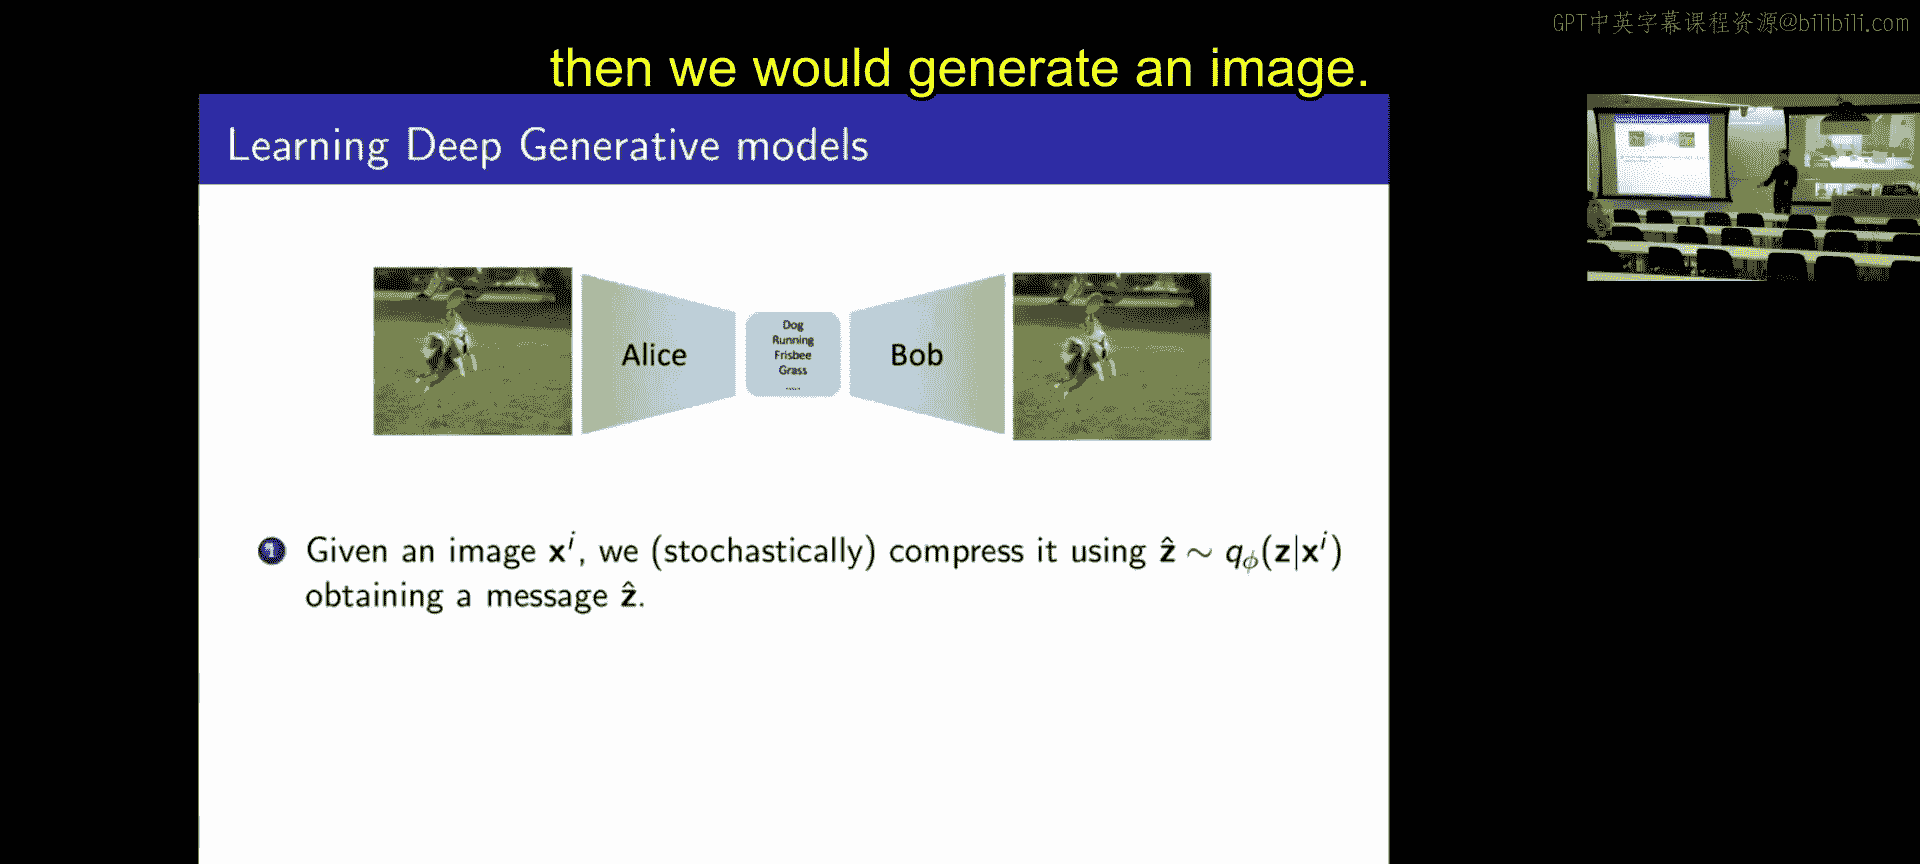 GPT中英字幕课程资源@bilibili.com
then we would generate an image.
Learning Deep Generative models
Alice
Dog
Running
Frisbee
Grass
.....
Bob
1 Given an image xⁱ, we (stochastically) compress it using ẑ ∼ qϕ(z|xⁱ)
obtaining a message ẑ.